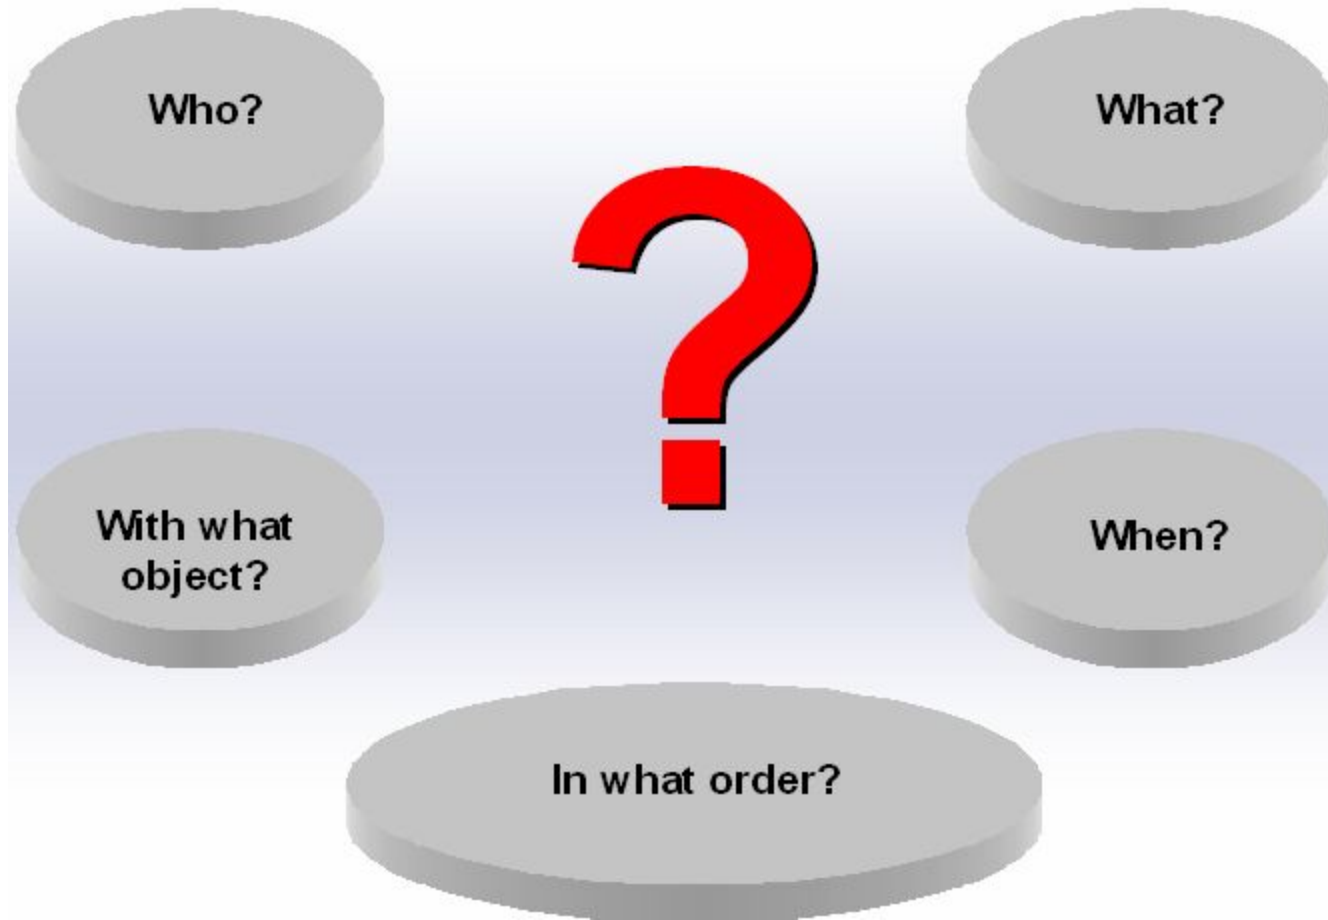 Who?
What?
?
With what
object?
When?
In what order?